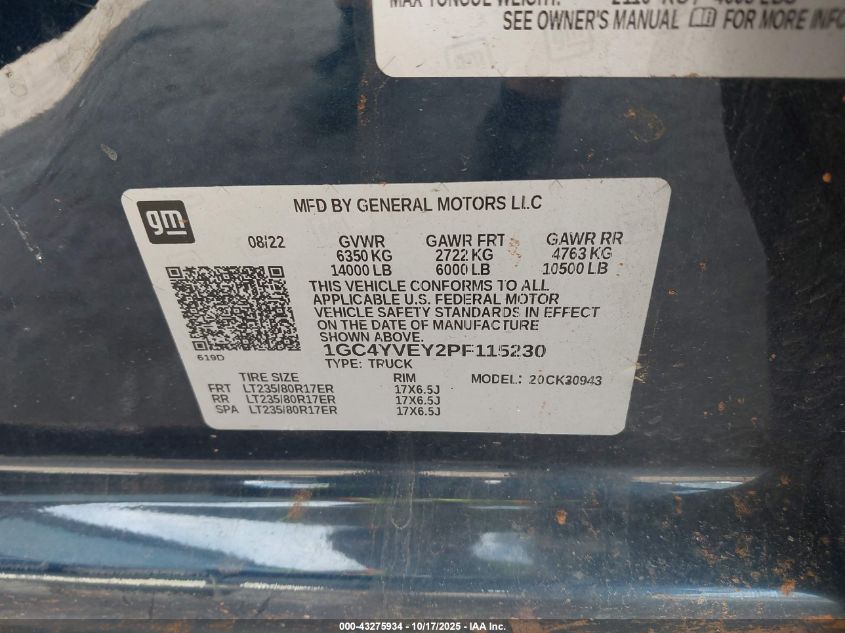 SEE OWNER'S MANUAL FOR MORE INFO
gm
MFD BY GENERAL MOTORS LLC
08/22 GVWR GAWR FRT GAWR RR
6350 KG 2722 KG 4763 KG
14000 LB 6000 LB 10500 LB
THIS VEHICLE CONFORMS TO ALL
APPLICABLE U.S. FEDERAL MOTOR
VEHICLE SAFETY STANDARDS IN EFFECT
ON THE DATE OF MANUFACTURE
SHOWN ABOVE.
619D
1GC4YVEY2PF115230
TYPE: TRUCK
TIRE SIZE RIM MODEL: 20CK30943
FRT LT235/80R17ER 17X6.5J
RR LT235/80R17ER 17X6.5J
SPA LT235/80R17ER 17X6.5J
000-43275934 - 10/17/2025 - IAA Inc.